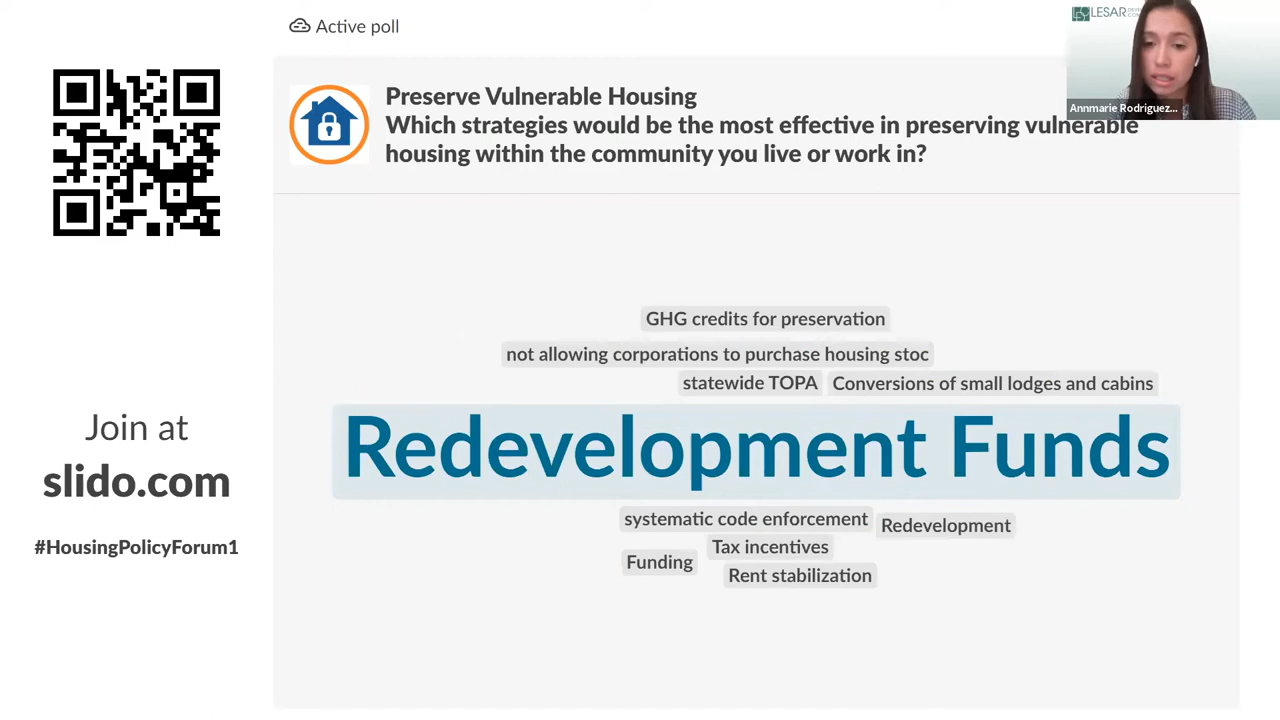 Active poll
LESAR
Annmarie Rodriguez...
Preserve Vulnerable Housing
Which strategies would be the most effective in preserving vulnerable
housing within the community you live or work in?
GHG credits for preservation
not allowing corporations to purchase housing stoc
statewide TOPA
Conversions of small lodges and cabins
Redevelopment Funds
systematic code enforcement
Redevelopment
Tax incentives
Funding
Rent stabilization
Join at
slido.com
#HousingPolicyForum1